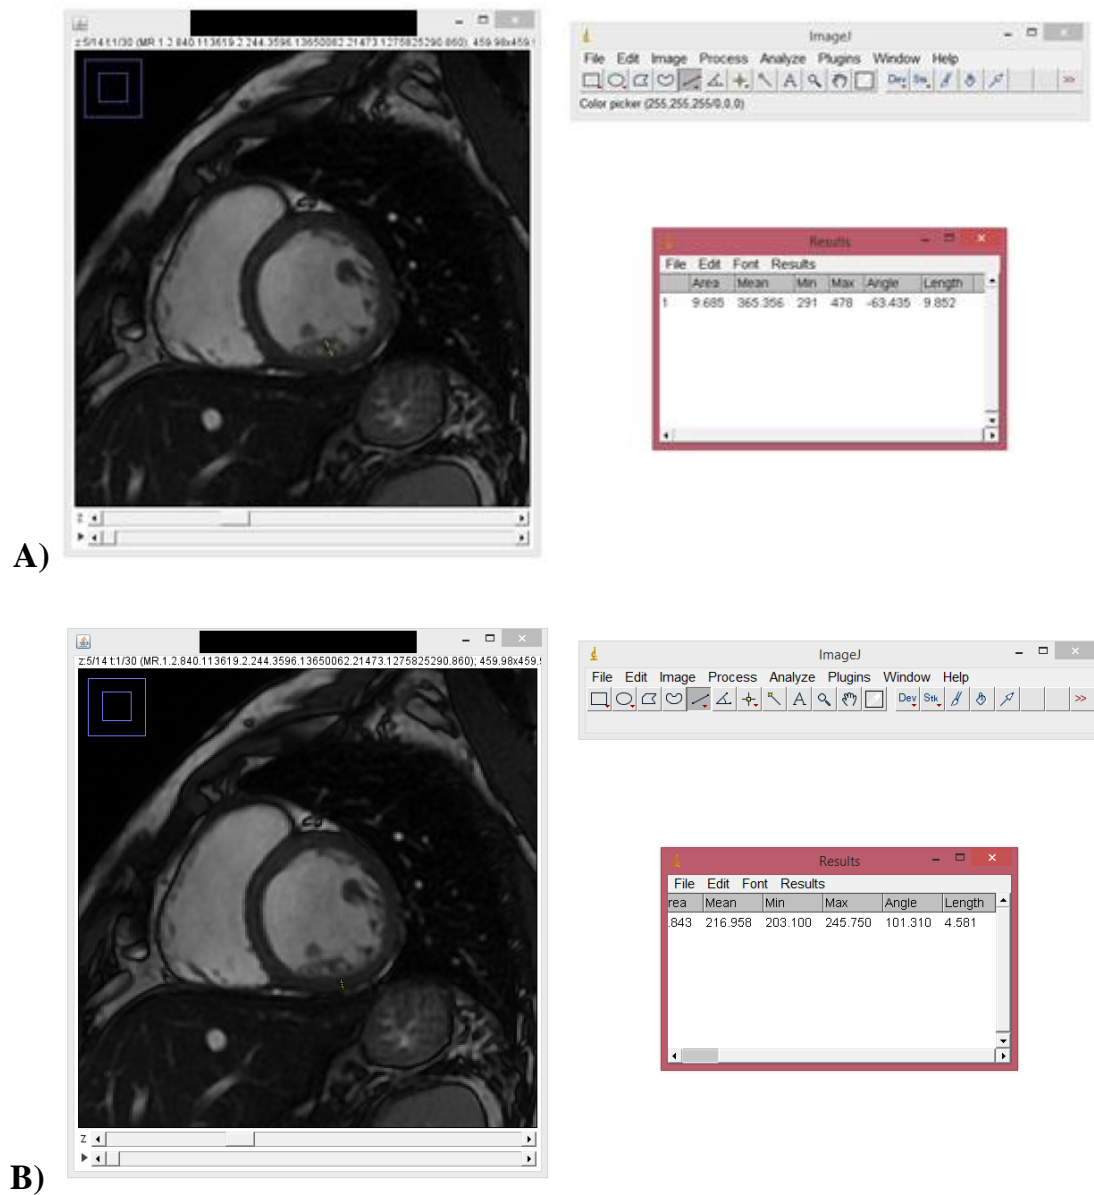 z:5/14 t:1/30 (MR.1.2.840.113619.2.244.3596.13650062.21473.1275825290.860); 459.98x459.9
ImageJ
File Edit Image Process Analyze Plugins Window Help
A Dev Stk >>
Color picker (255,255,255/0,0,0)
Results
File Edit Font Results
Area Mean Min Max Angle Length
1 9.685 365.356 291 478 -63.435 9.852
z
A)
z:5/14 t:1/30 (MR.1.2.840.113619.2.244.3596.13650062.21473.1275825290.860); 459.98x459.9
ImageJ
File Edit Image Process Analyze Plugins Window Help
A Dev Stk >>
Results
File Edit Font Results
rea Mean Min Max Angle Length
.843 216.958 203.100 245.750 101.310 4.581
z
B)